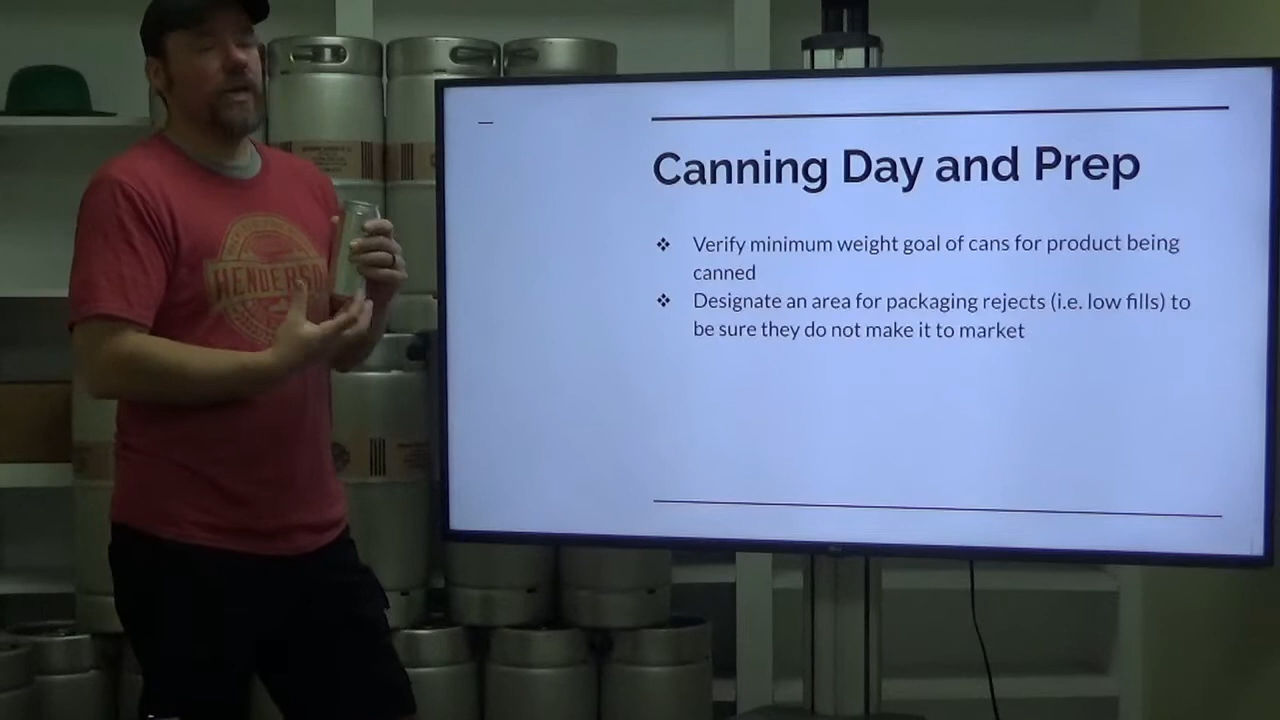 Canning Day and Prep
❖ Verify minimum weight goal of cans for product being
canned
❖ Designate an area for packaging rejects (i.e. low fills) to
be sure they do not make it to market
HENDERSO